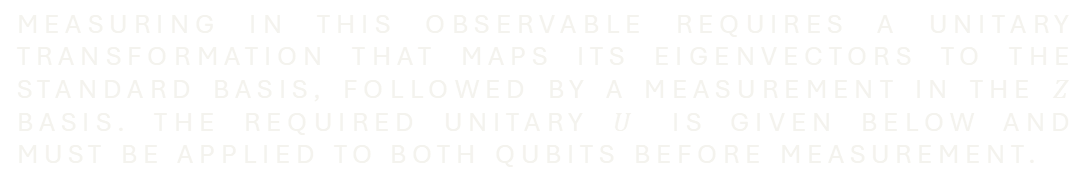 MEASURING IN THIS OBSERVABLE REQUIRES A UNITARY
TRANSFORMATION THAT MAPS ITS EIGENVECTORS TO THE
STANDARD BASIS, FOLLOWED BY A MEASUREMENT IN THE Z
BASIS. THE REQUIRED UNITARY U IS GIVEN BELOW AND
MUST BE APPLIED TO BOTH QUBITS BEFORE MEASUREMENT.